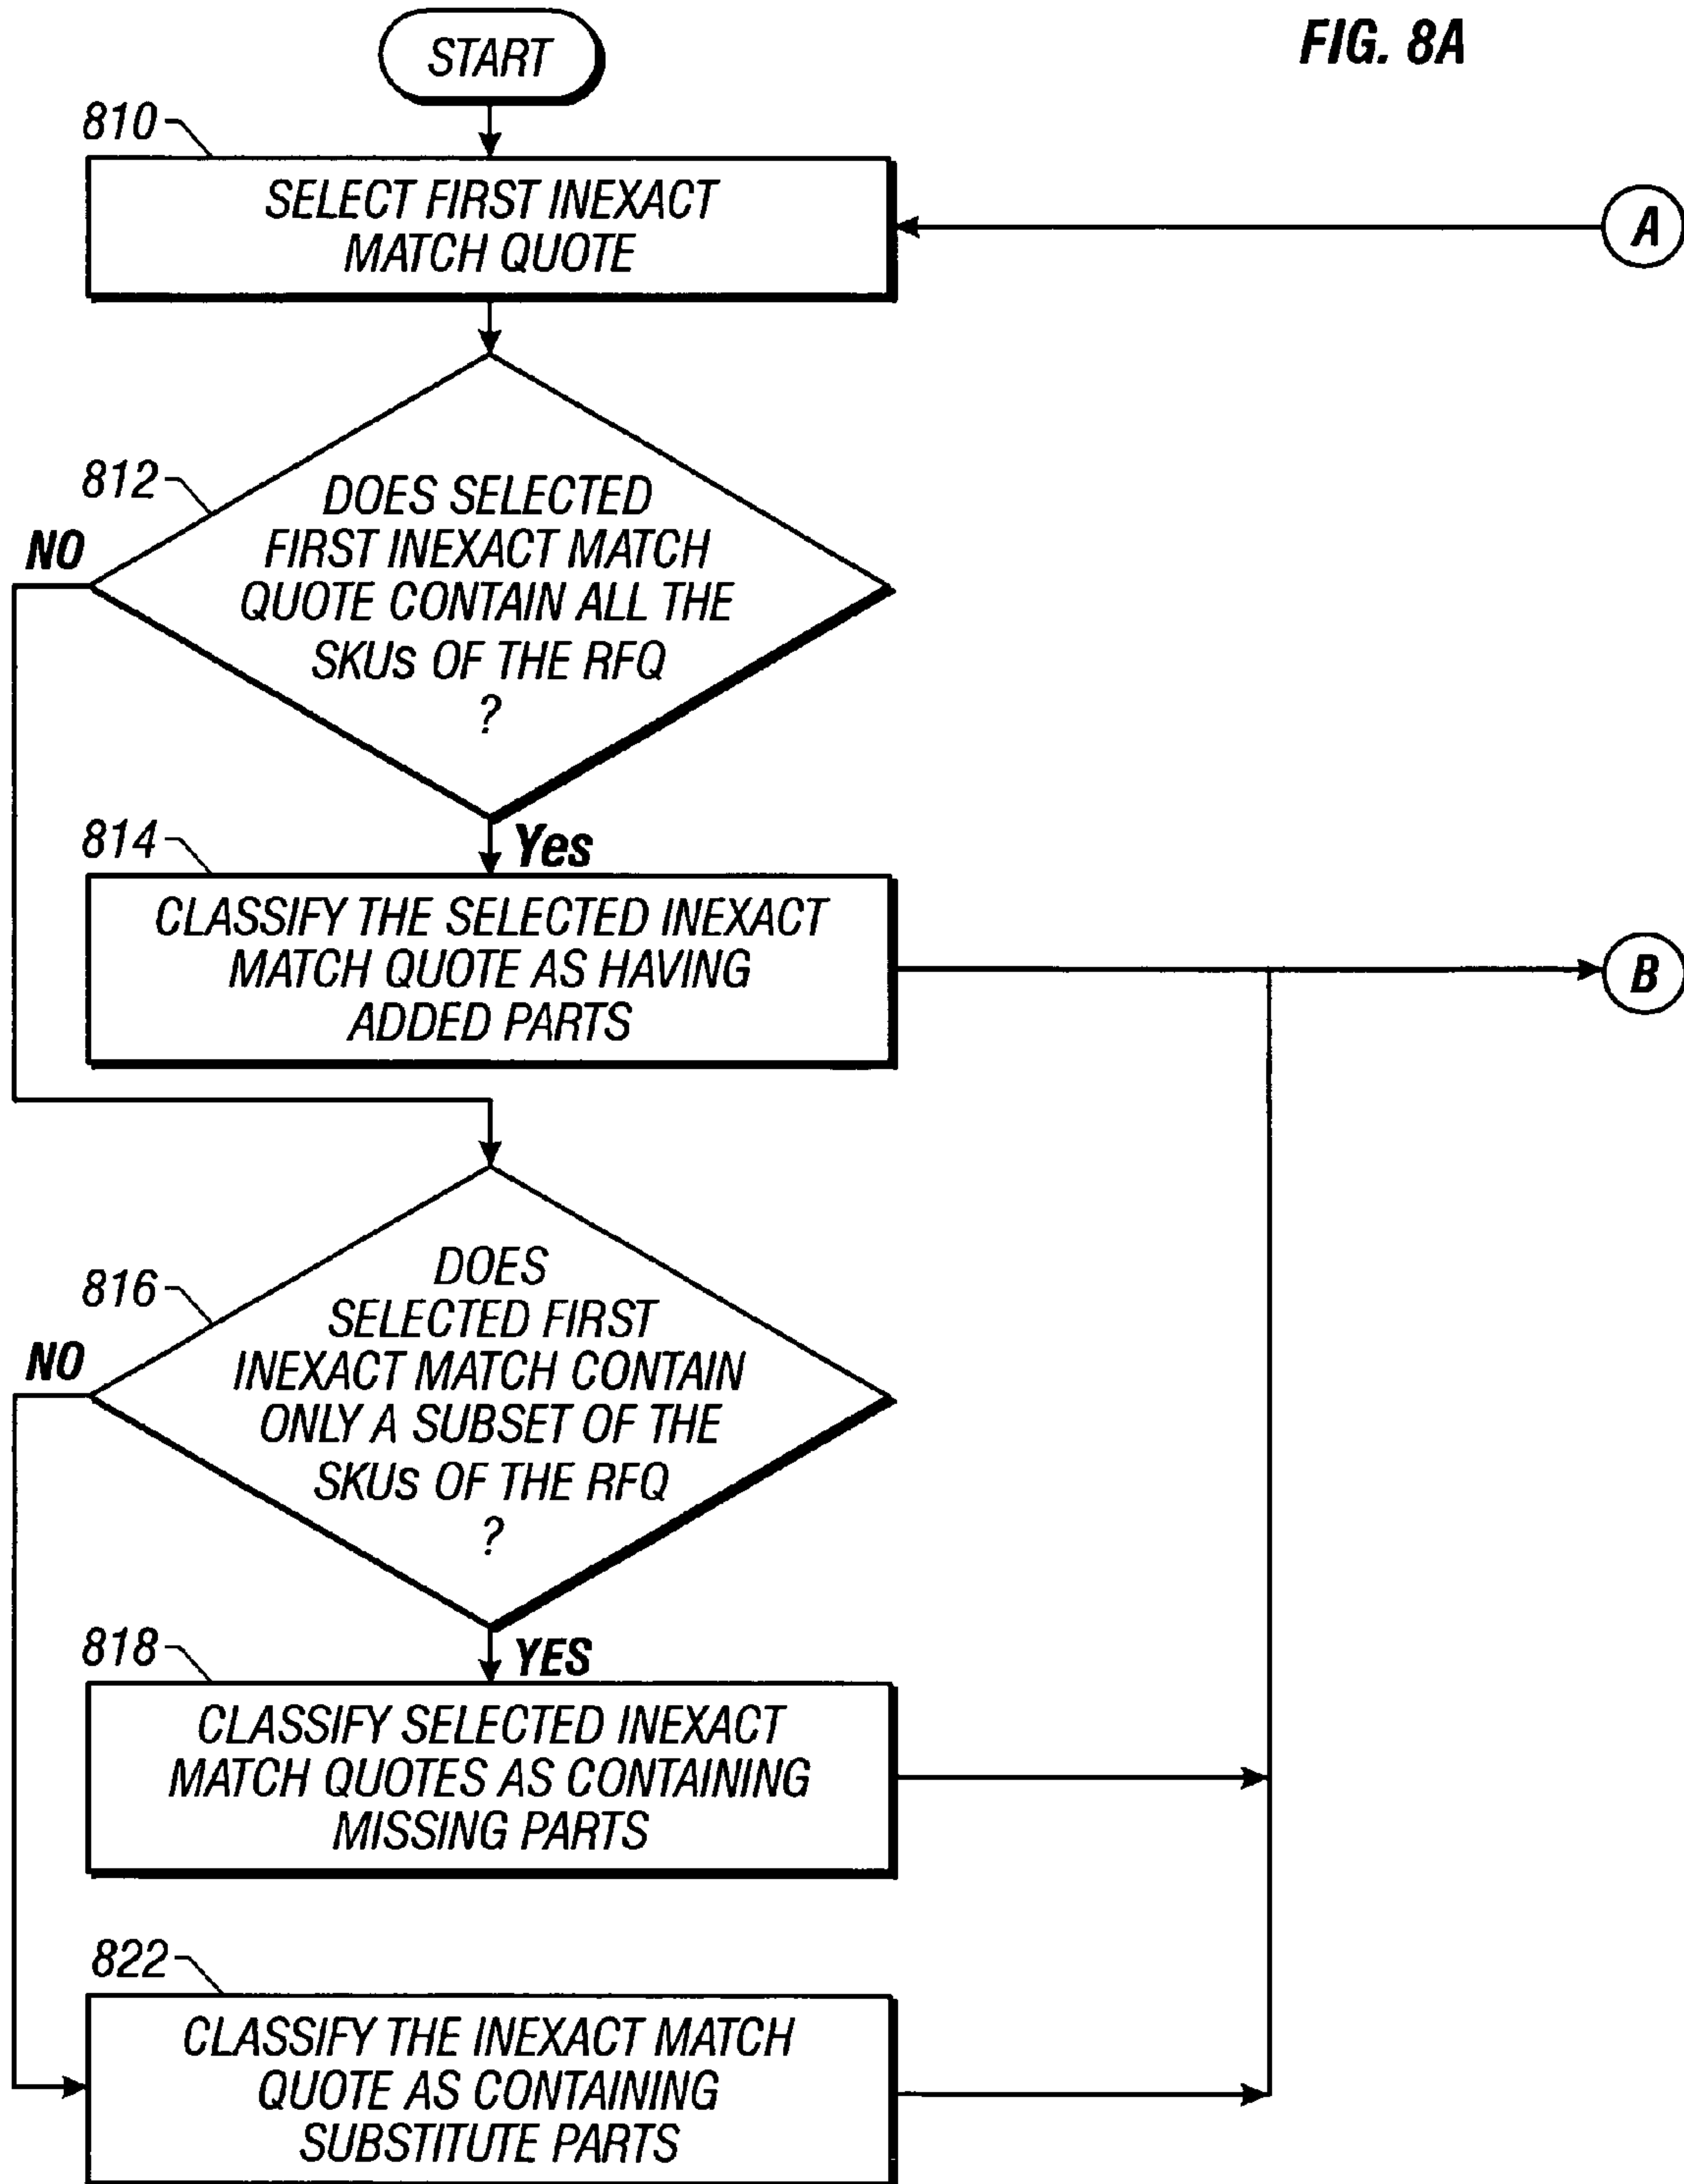 FIG. 8A
START
810
SELECT FIRST INEXACT
MATCH QUOTE
A
812
DOES SELECTED
FIRST INEXACT MATCH
QUOTE CONTAIN ALL THE
SKUs OF THE RFQ
?
NO
Yes
814
CLASSIFY THE SELECTED INEXACT
MATCH QUOTE AS HAVING
ADDED PARTS
B
816
DOES
SELECTED FIRST
INEXACT MATCH CONTAIN
ONLY A SUBSET OF THE
SKUs OF THE RFQ
?
NO
YES
818
CLASSIFY SELECTED INEXACT
MATCH QUOTES AS CONTAINING
MISSING PARTS
822
CLASSIFY THE INEXACT MATCH
QUOTE AS CONTAINING
SUBSTITUTE PARTS